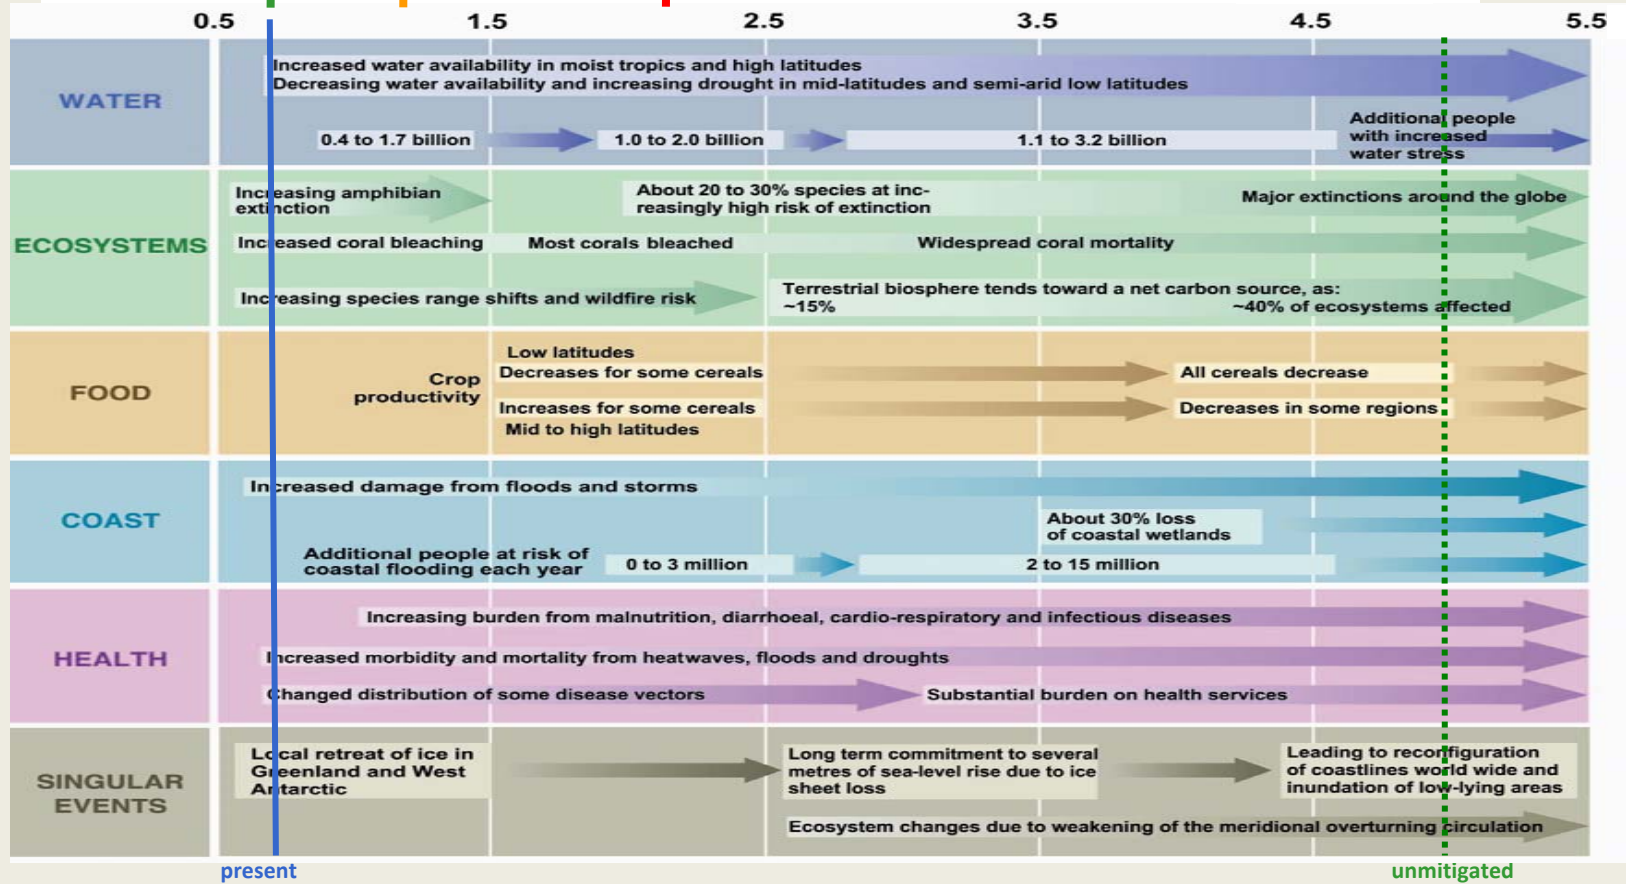 0.5 1.5 2.5 3.5 4.5 5.5
WATER
Increased water availability in moist tropics and high latitudes
Decreasing water availability and increasing drought in mid-latitudes and semi-arid low latitudes
0.4 to 1.7 billion
1.0 to 2.0 billion
1.1 to 3.2 billion
Additional people
with increased
water stress
ECOSYSTEMS
Increasing amphibian
extinction
About 20 to 30% species at inc-
reasingly high risk of extinction
Major extinctions around the globe
Increased coral bleaching
Most corals bleached
Widespread coral mortality
Increasing species range shifts and wildfire risk
Terrestrial biosphere tends toward a net carbon source, as:
~15%
~40% of ecosystems affected
FOOD
Crop
productivity
Low latitudes
Decreases for some cereals
All cereals decrease
Increases for some cereals
Mid to high latitudes
Decreases in some regions
COAST
Increased damage from floods and storms
About 30% loss
of coastal wetlands
Additional people at risk of
coastal flooding each year
0 to 3 million
2 to 15 million
HEALTH
Increasing burden from malnutrition, diarrhoeal, cardio-respiratory and infectious diseases
Increased morbidity and mortality from heatwaves, floods and droughts
Changed distribution of some disease vectors
Substantial burden on health services
SINGULAR
EVENTS
Local retreat of ice in
Greenland and West
Antarctic
Long term commitment to several
metres of sea-level rise due to ice
sheet loss
Leading to reconfiguration
of coastlines world wide and
inundation of low-lying areas
Ecosystem changes due to weakening of the meridional overturning circulation
present
unmitigated